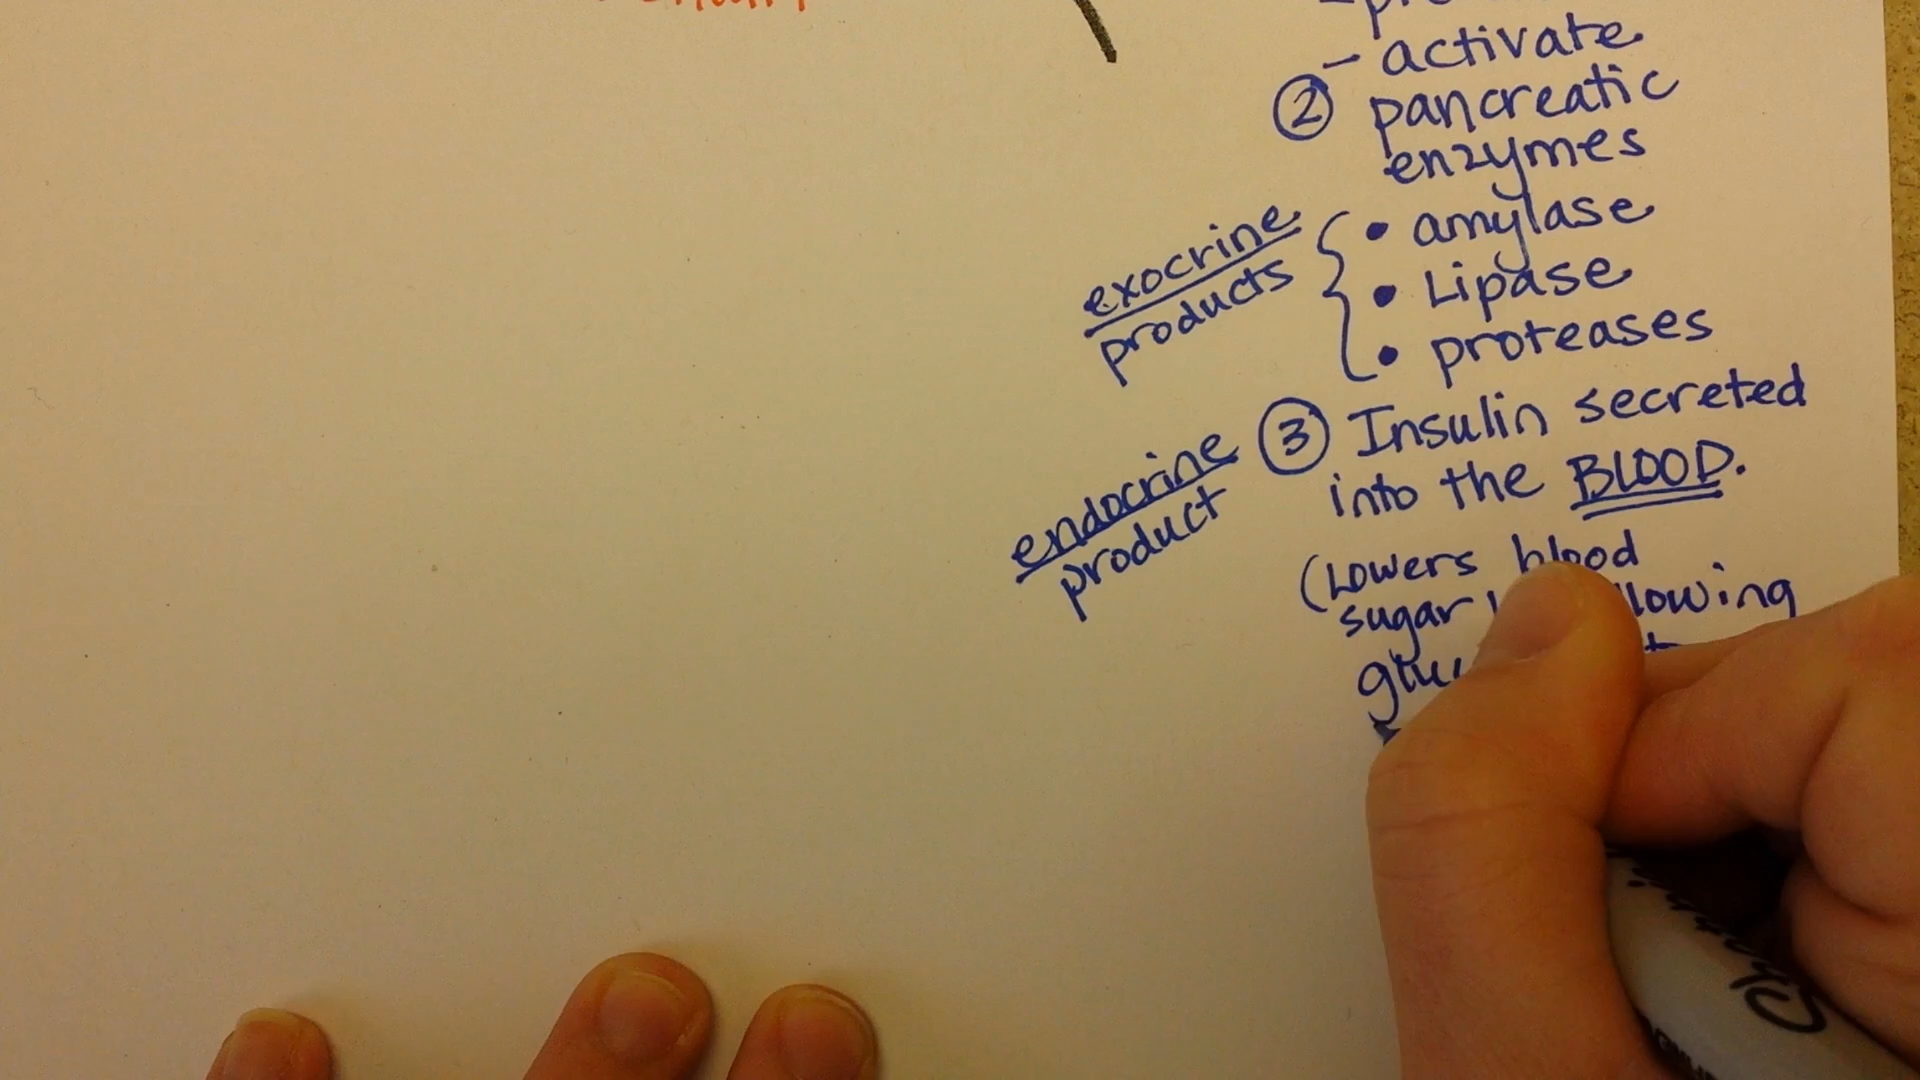 - activate
② pancreatic
enzymes
exocrine
products
• amylase
• Lipase
• proteases
endocrine
product
③ Insulin secreted
into the BLOOD.
(Lowers blood
sugar